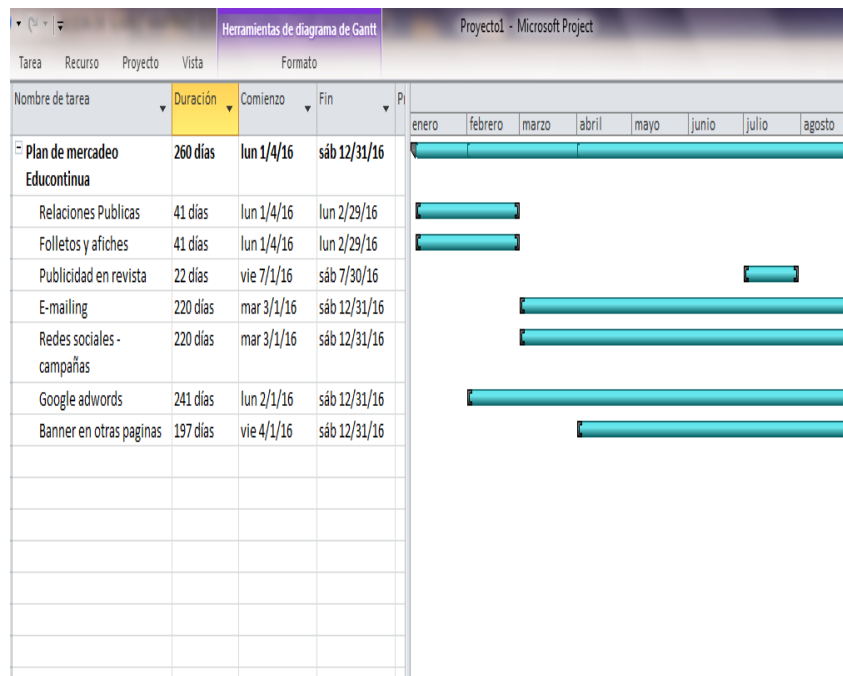 Herramientas de diagrama de Gantt Proyecto1 - Microsoft Project
Tarea Recurso Proyecto Vista Formato
Nombre de tarea Duración Comienzo Fin
enero febrero marzo abril mayo junio julio agosto
Plan de mercadeo 260 días lun 1/4/16 sáb 12/31/16
Educontinua
Relaciones Publicas 41 días lun 1/4/16 lun 2/29/16
Folletos y afiches 41 días lun 1/4/16 lun 2/29/16
Publicidad en revista 22 días vie 7/1/16 sáb 7/30/16
E-mailing 220 días mar 3/1/16 sáb 12/31/16
Redes sociales - 220 días mar 3/1/16 sáb 12/31/16
campañas
Google adwords 241 días lun 2/1/16 sáb 12/31/16
Banner en otras paginas 197 días vie 4/1/16 sáb 12/31/16